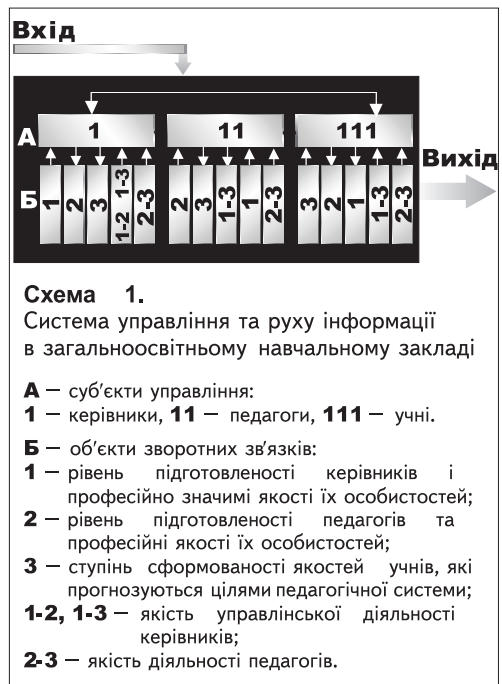 Вхід
А 1 11 111
Вихід
Б 1 2 3 1-2 1-3 2-3 2 3 1-3 1 2-3 3 2 1 1-3 2-3
Схема 1.
Система управління та руху інформації
в загальноосвітньому навчальному закладі
А – суб'єкти управління:
1 – керівники, 11 – педагоги, 111 – учні.
Б – об'єкти зворотних зв'язків:
1 – рівень підготовленості керівників і
професійно значимі якості їх особистостей;
2 – рівень підготовленості педагогів та
професійні якості їх особистостей;
3 – ступінь сформованості якостей учнів, які
прогнозуються цілями педагогічної системи;
1-2, 1-3 – якість управлінської діяльності
керівників;
2-3 – якість діяльності педагогів.